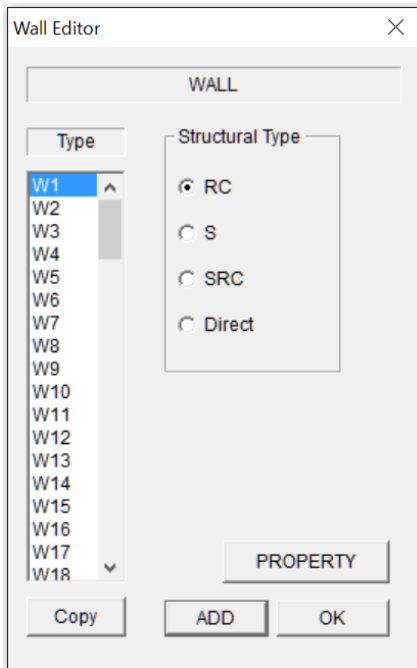 Wall Editor
WALL
Type
Structural Type
W1
W2
W3
W4
W5
W6
W7
W8
W9
W10
W11
W12
W13
W14
W15
W16
W17
W18
RC
S
SRC
Direct
PROPERTY
Copy
ADD
OK